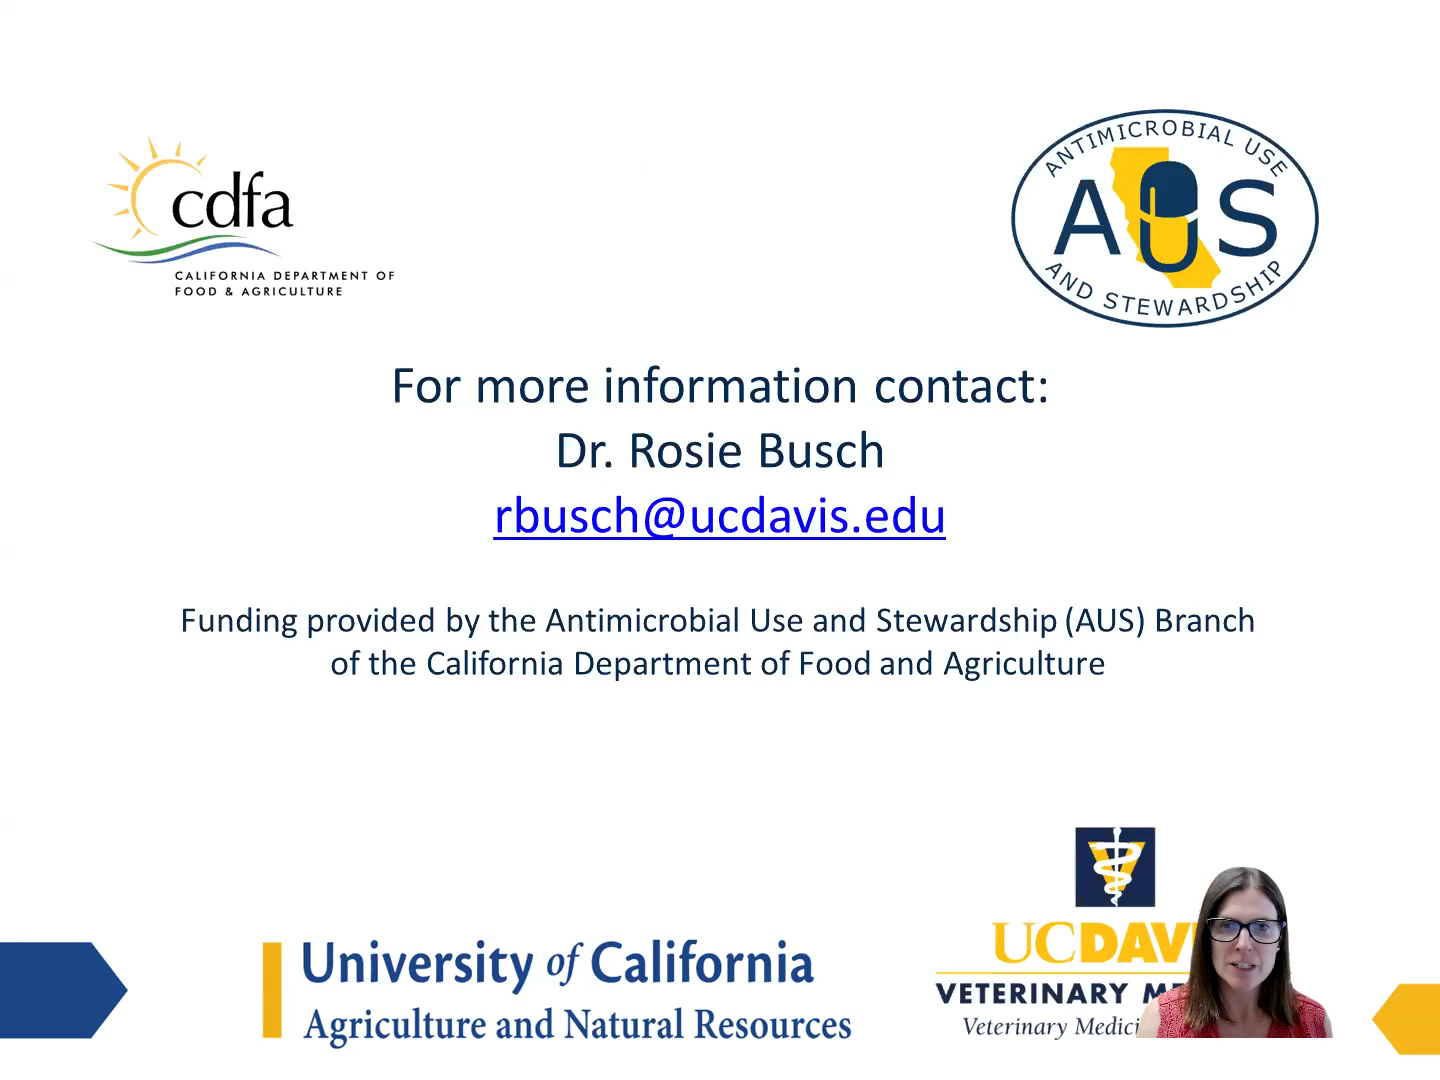 cdfa
CALIFORNIA DEPARTMENT OF
FOOD & AGRICULTURE
ANTIMICROBIAL USE
AUS
AND STEWARDSHIP
For more information contact:
Dr. Rosie Busch
rbusch@ucdavis.edu
Funding provided by the Antimicrobial Use and Stewardship (AUS) Branch
of the California Department of Food and Agriculture
University of California
Agriculture and Natural Resources
UCDAV
VETERINARY
Veterinary